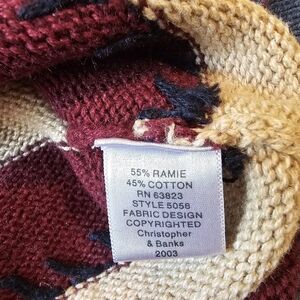 55% RAMIE
45% COTTON
RN 63823
STYLE 5058
FABRIC DESIGN
COPYRIGHTED
Christopher
& Banks
2003